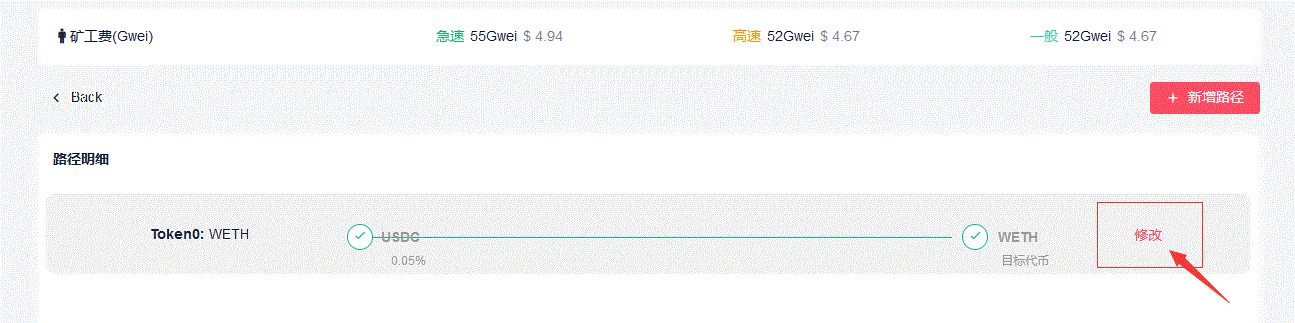 矿工费(Gwei) 急速 55Gwei $ 4.94 高速 52Gwei $ 4.67 一般 52Gwei $ 4.67
Back + 新增路径
路径明细
Token0: WETH USDC WETH 修改
0.05% 目标代币